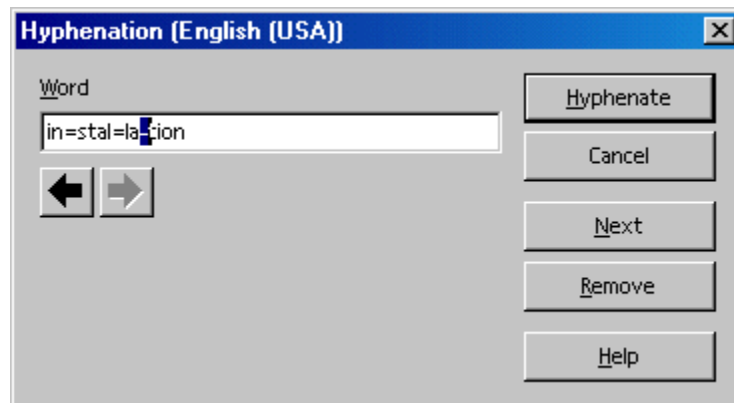 Hyphenation (English (USA))
Word
in=stal=la-tion
Hyphenate
Cancel
Next
Remove
Help